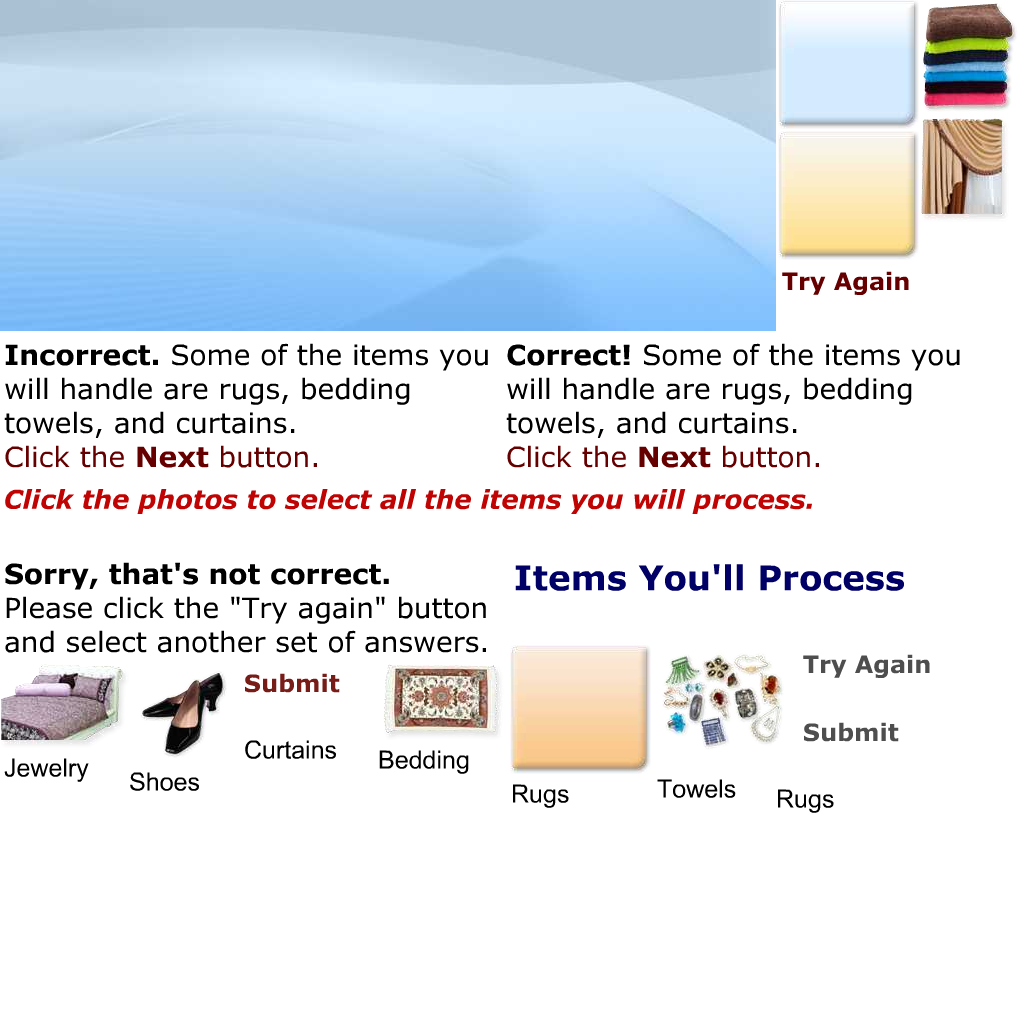 Try Again
Incorrect. Some of the items you
will handle are rugs, bedding
towels, and curtains.
Click the Next button.
Correct! Some of the items you
will handle are rugs, bedding
towels, and curtains.
Click the Next button.
Click the photos to select all the items you will process.
Sorry, that's not correct.
Please click the "Try again" button
and select another set of answers.
Items You'll Process
Submit
Try Again
Submit
Jewelry
Shoes
Curtains
Bedding
Rugs
Towels
Rugs